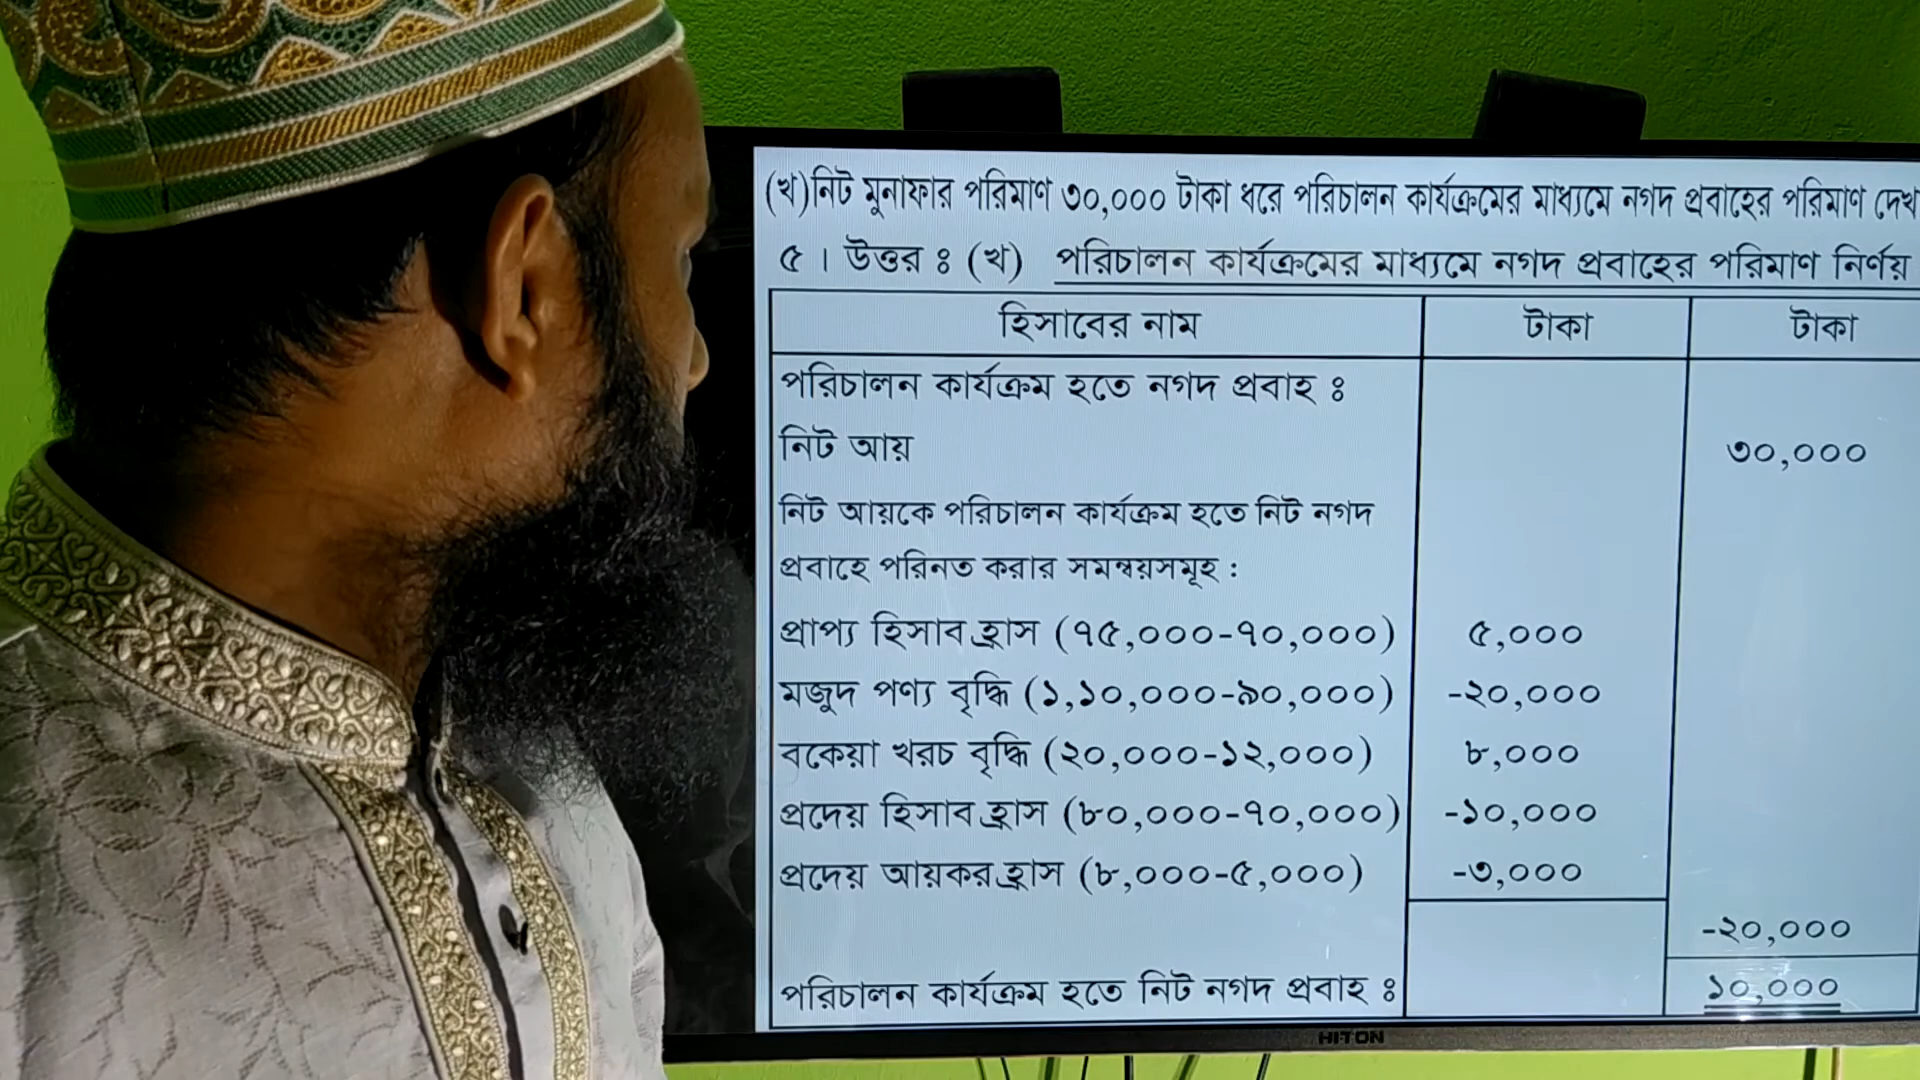 (খ)নিট মুনাফার পরিমাণ ৩০,০০০ টাকা ধরে পরিচালন কার্যক্রমের মাধ্যমে নগদ প্রবাহের পরিমাণ দেখ
৫ । উত্তর ঃ (খ) পরিচালন কার্যক্রমের মাধ্যমে নগদ প্রবাহের পরিমাণ নির্ণয়
হিসাবের নাম টাকা টাকা
পরিচালন কার্যক্রম হতে নগদ প্রবাহ ঃ
নিট আয় ৩০,০০০
নিট আয়কে পরিচালন কার্যক্রম হতে নিট নগদ
প্রবাহে পরিনত করার সমন্বয়সমূহ :
প্রাপ্য হিসাব হ্রাস (৭৫,০০০-৭০,০০০) ৫,০০০
মজুদ পণ্য বৃদ্ধি (১,১০,০০০-৯০,০০০) -২০,০০০
বকেয়া খরচ বৃদ্ধি (২০,০০০-১২,০০০) ৮,০০০
প্রদেয় হিসাব হ্রাস (৮০,০০০-৭০,০০০) -১০,০০০
প্রদেয় আয়কর হ্রাস (৮,০০০-৫,০০০) -৩,০০০
-২০,০০০
পরিচালন কার্যক্রম হতে নিট নগদ প্রবাহ ঃ ১০,০০০
HITON